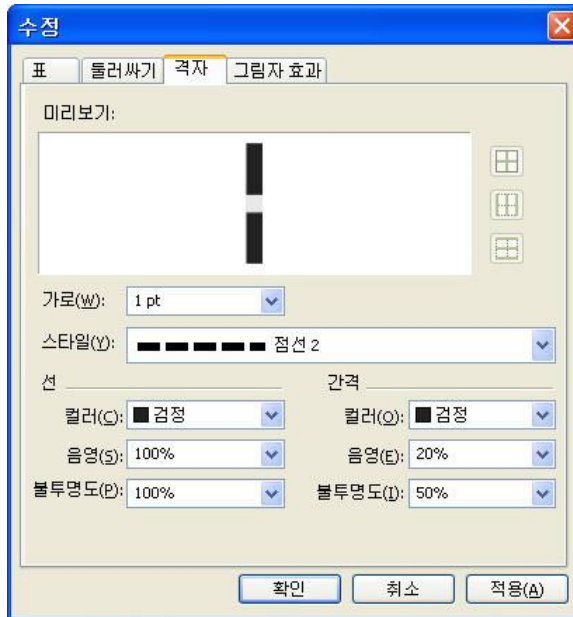 수정
표 둘러싸기 격자 그림자 효과
미리보기:
가로(W): 1 pt
스타일(Y): 점선 2
선 간격
컬러(C): 검정 컬러(O): 검정
음영(S): 100% 음영(E): 20%
불투명도(P): 100% 불투명도(I): 50%
확인 취소 적용(A)